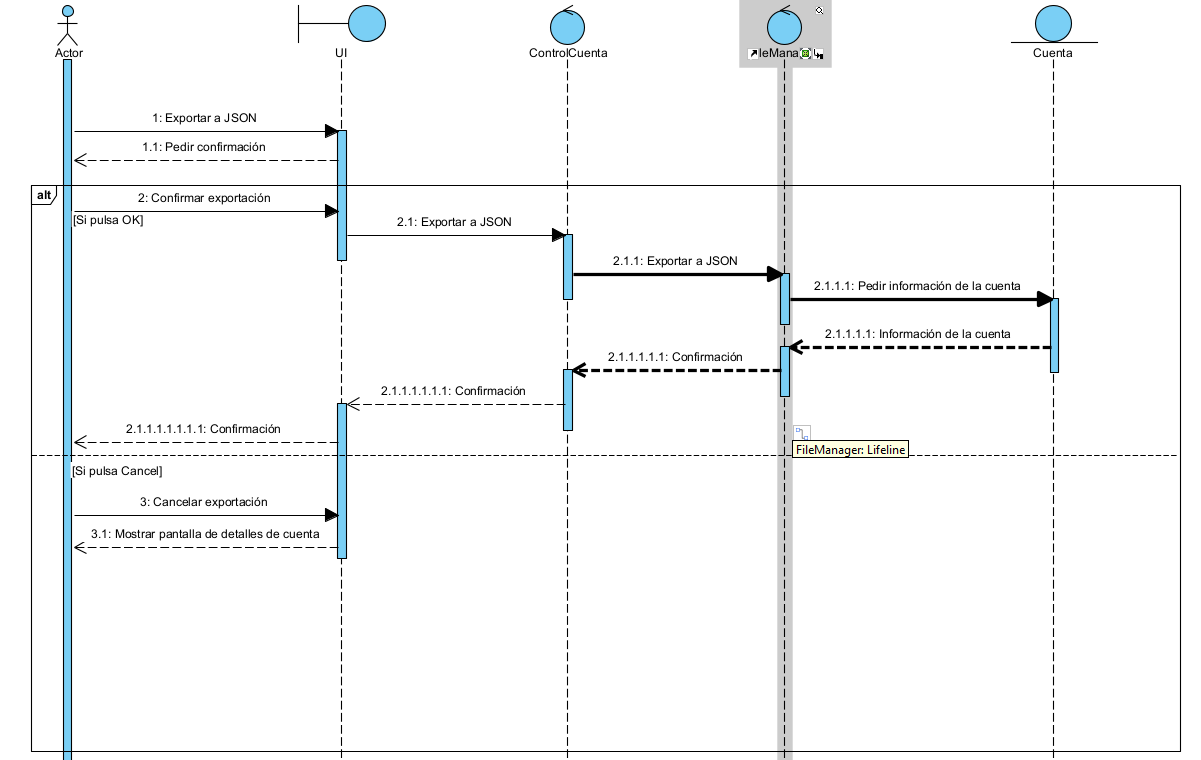 Actor
UI
ControlCuenta
leMana
Cuenta
1: Exportar a JSON
1.1: Pedir confirmación
alt
2: Confirmar exportación
[Si pulsa OK]
2.1: Exportar a JSON
2.1.1: Exportar a JSON
2.1.1.1: Pedir información de la cuenta
2.1.1.1.1: Información de la cuenta
2.1.1.1.1.1: Confirmación
2.1.1.1.1.1.1: Confirmación
2.1.1.1.1.1.1.1: Confirmación
FileManager: Lifeline
[Si pulsa Cancel]
3: Cancelar exportación
3.1: Mostrar pantalla de detalles de cuenta